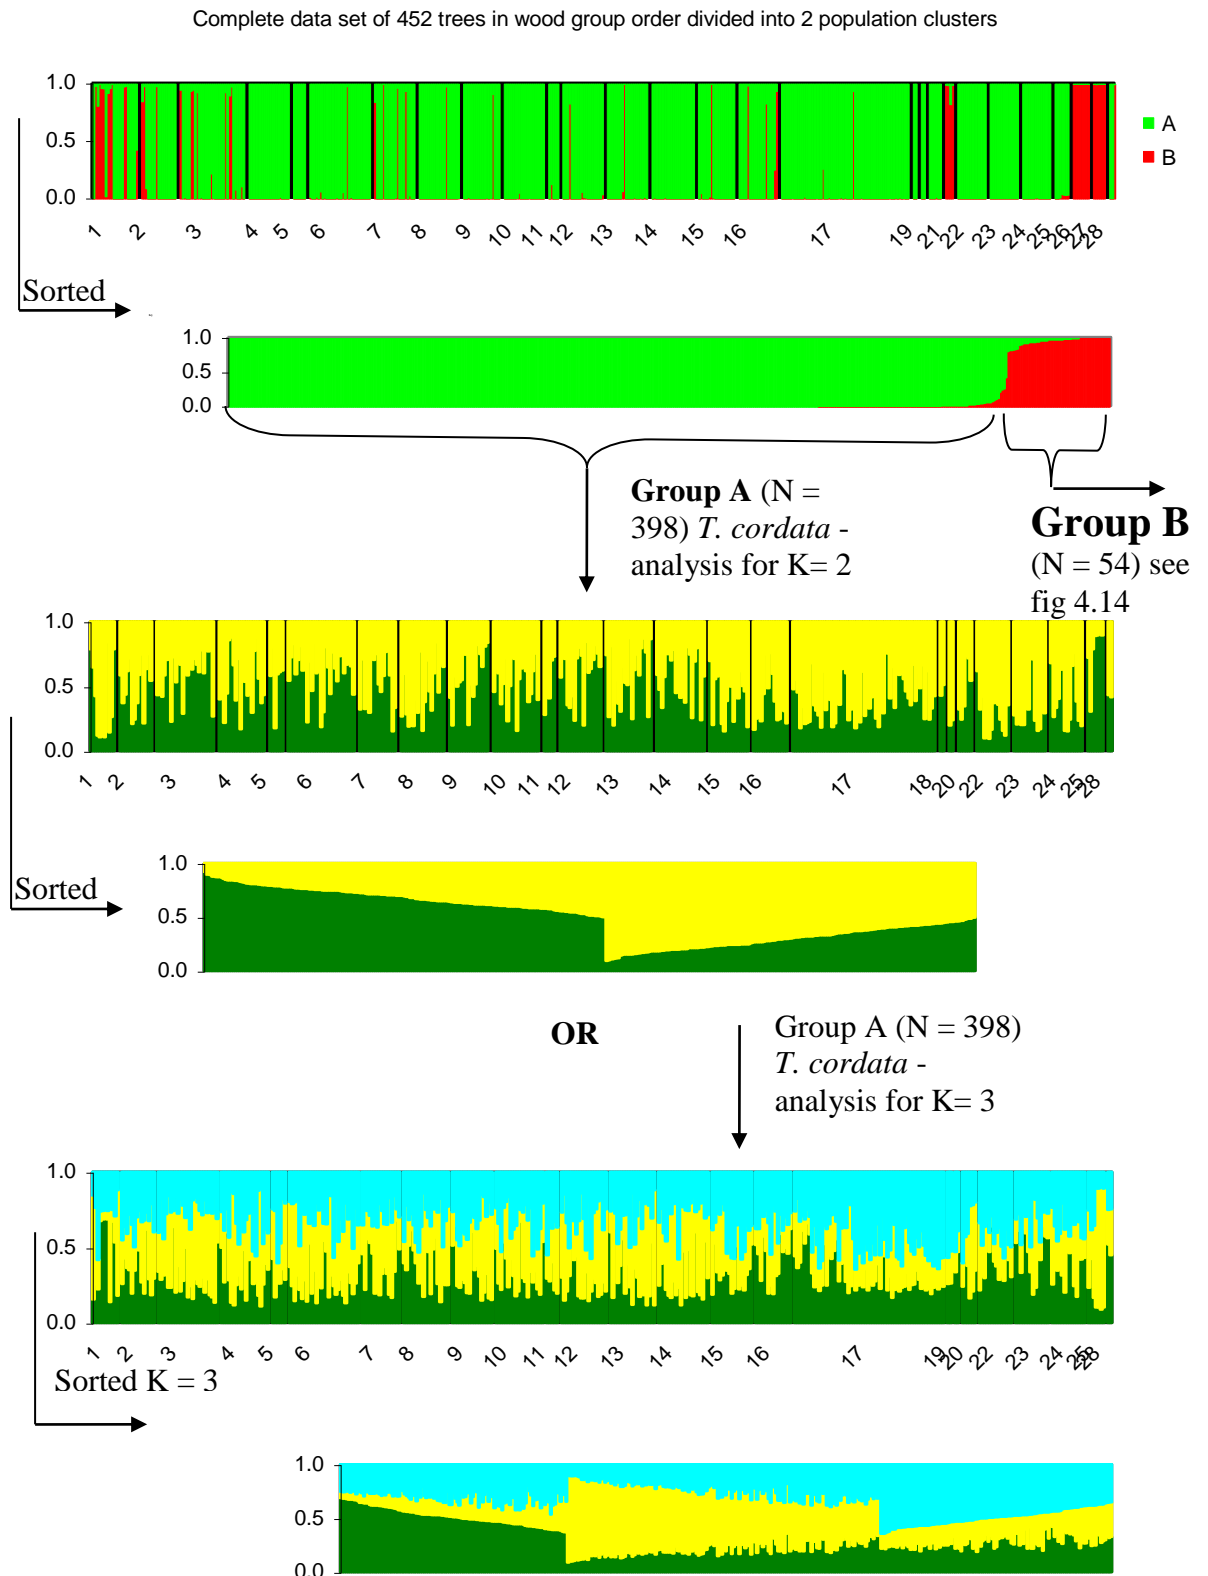 Complete data set of 452 trees in wood group order divided into 2 population clusters
1.0
0.5
0.0
A
B
1 2 3 4 5 6 7 8 9 10 11 12 13 14 15 16 17 19 21 22 23 24 25 26 27 28
Sorted
1.0
0.5
0.0
Group A (N =
398) T. cordata -
analysis for K= 2
Group B
(N = 54) see
fig 4.14
1.0
0.5
0.0
1 2 3 4 5 6 7 8 9 10 11 12 13 14 15 16 17 18 20 22 23 24 25 28
Sorted
1.0
0.5
0.0
OR
Group A (N = 398)
T. cordata -
analysis for K= 3
1.0
0.5
0.0
1 2 3 4 5 6 7 8 9 10 11 12 13 14 15 16 17 19 20 22 23 24 25 28
Sorted K = 3
1.0
0.5
0.0